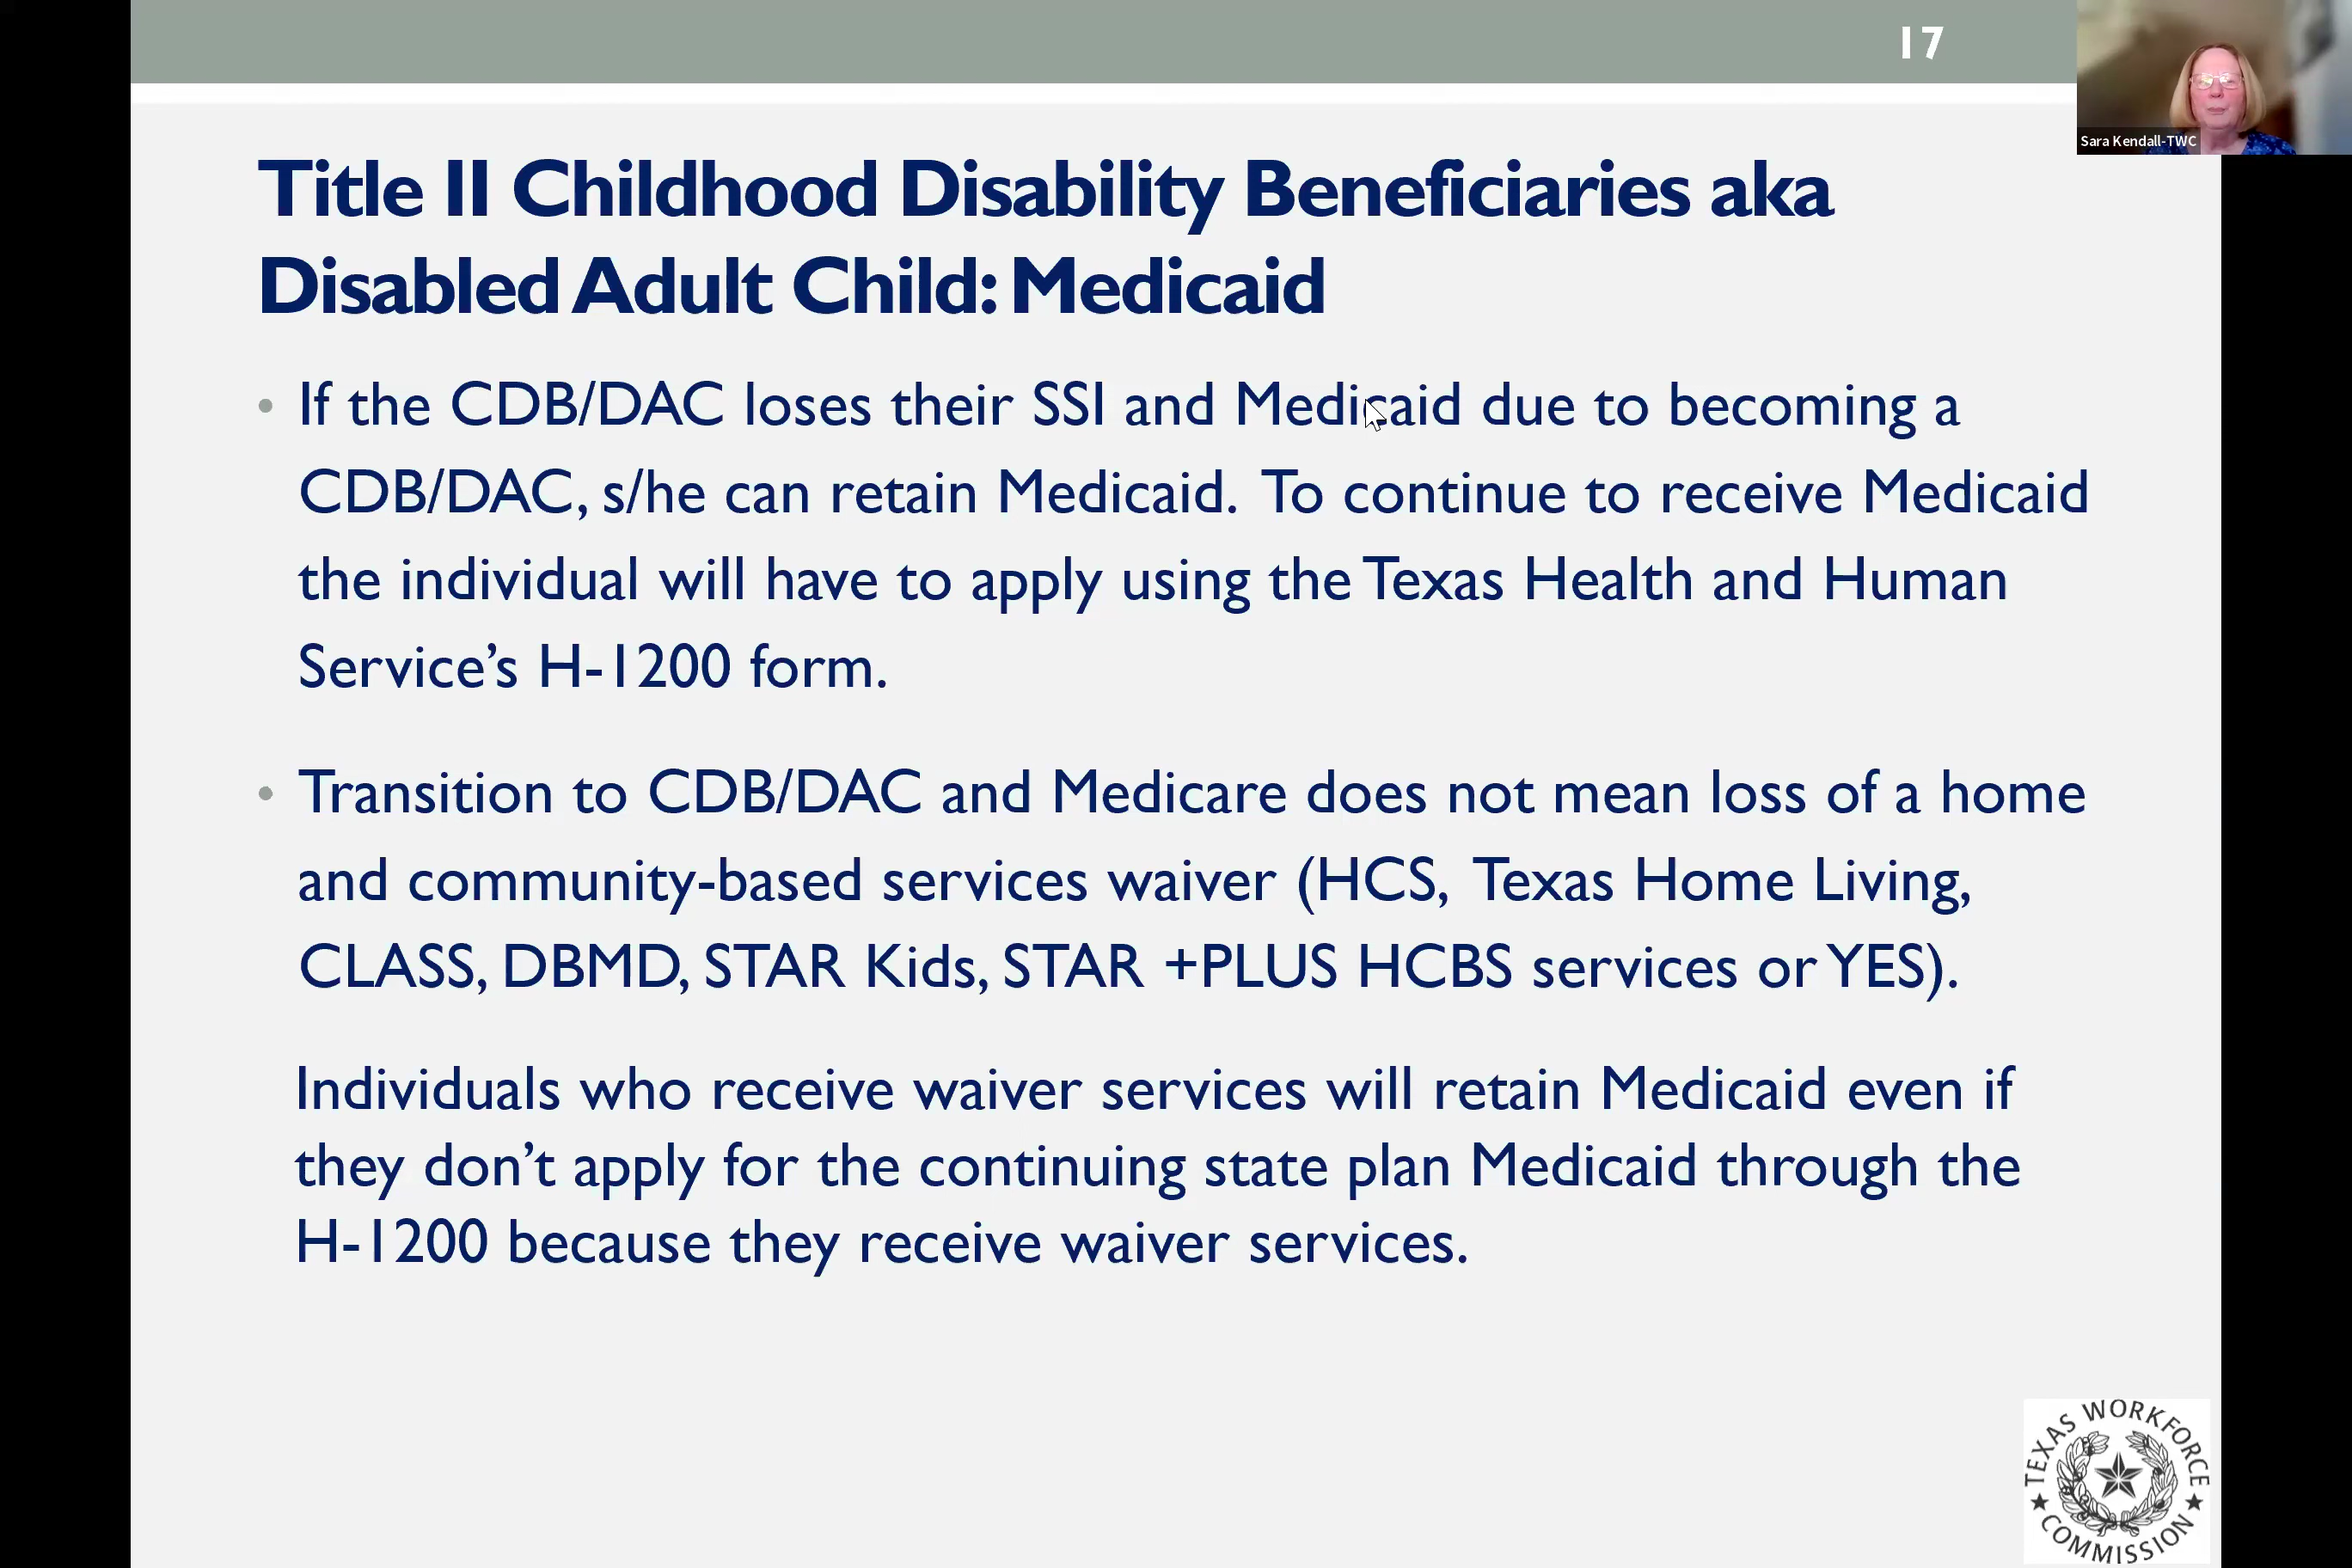 17
Sara Kendall-TWC
Title II Childhood Disability Beneficiaries aka
Disabled Adult Child: Medicaid
• If the CDB/DAC loses their SSI and Medicaid due to becoming a
CDB/DAC, s/he can retain Medicaid. To continue to receive Medicaid
the individual will have to apply using the Texas Health and Human
Service’s H-1200 form.
• Transition to CDB/DAC and Medicare does not mean loss of a home
and community-based services waiver (HCS, Texas Home Living,
CLASS, DBMD, STAR Kids, STAR +PLUS HCBS services or YES).
Individuals who receive waiver services will retain Medicaid even if
they don’t apply for the continuing state plan Medicaid through the
H-1200 because they receive waiver services.
TEXAS WORKFORCE
★ COMMISSION ★